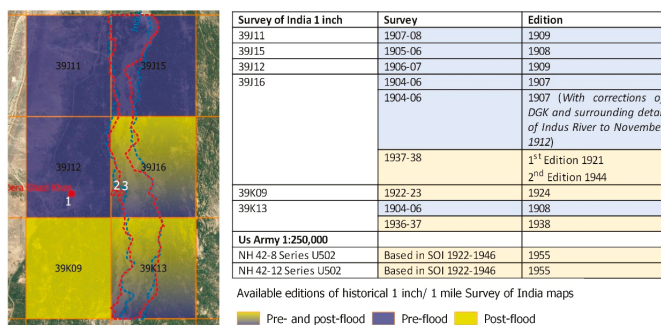 39J11
39J15
39J12
39J16
1
23
39K09
39K13
Survey of India 1 inch Survey Edition
39J11 1907-08 1909
39J15 1905-06 1908
39J12 1906-07 1909
39J16 1904-06 1907
1904-06 1907 (With corrections of
DGK and surrounding detai
of Indus River to November
1912)
1937-38 1st Edition 1921
2nd Edition 1944
39K09 1922-23 1924
39K13 1904-06 1908
1936-37 1938
Us Army 1:250,000
NH 42-8 Series U502 Based in SOI 1922-1946 1955
NH 42-12 Series U502 Based in SOI 1922-1946 1955
Available editions of historical 1 inch/ 1 mile Survey of India maps
Pre- and post-flood Pre-flood Post-flood